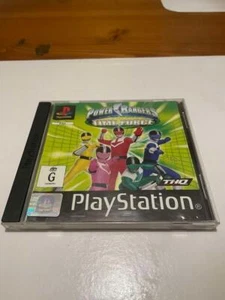 POWER RANGERS
TIME FORCE
G
THQ
PlayStation